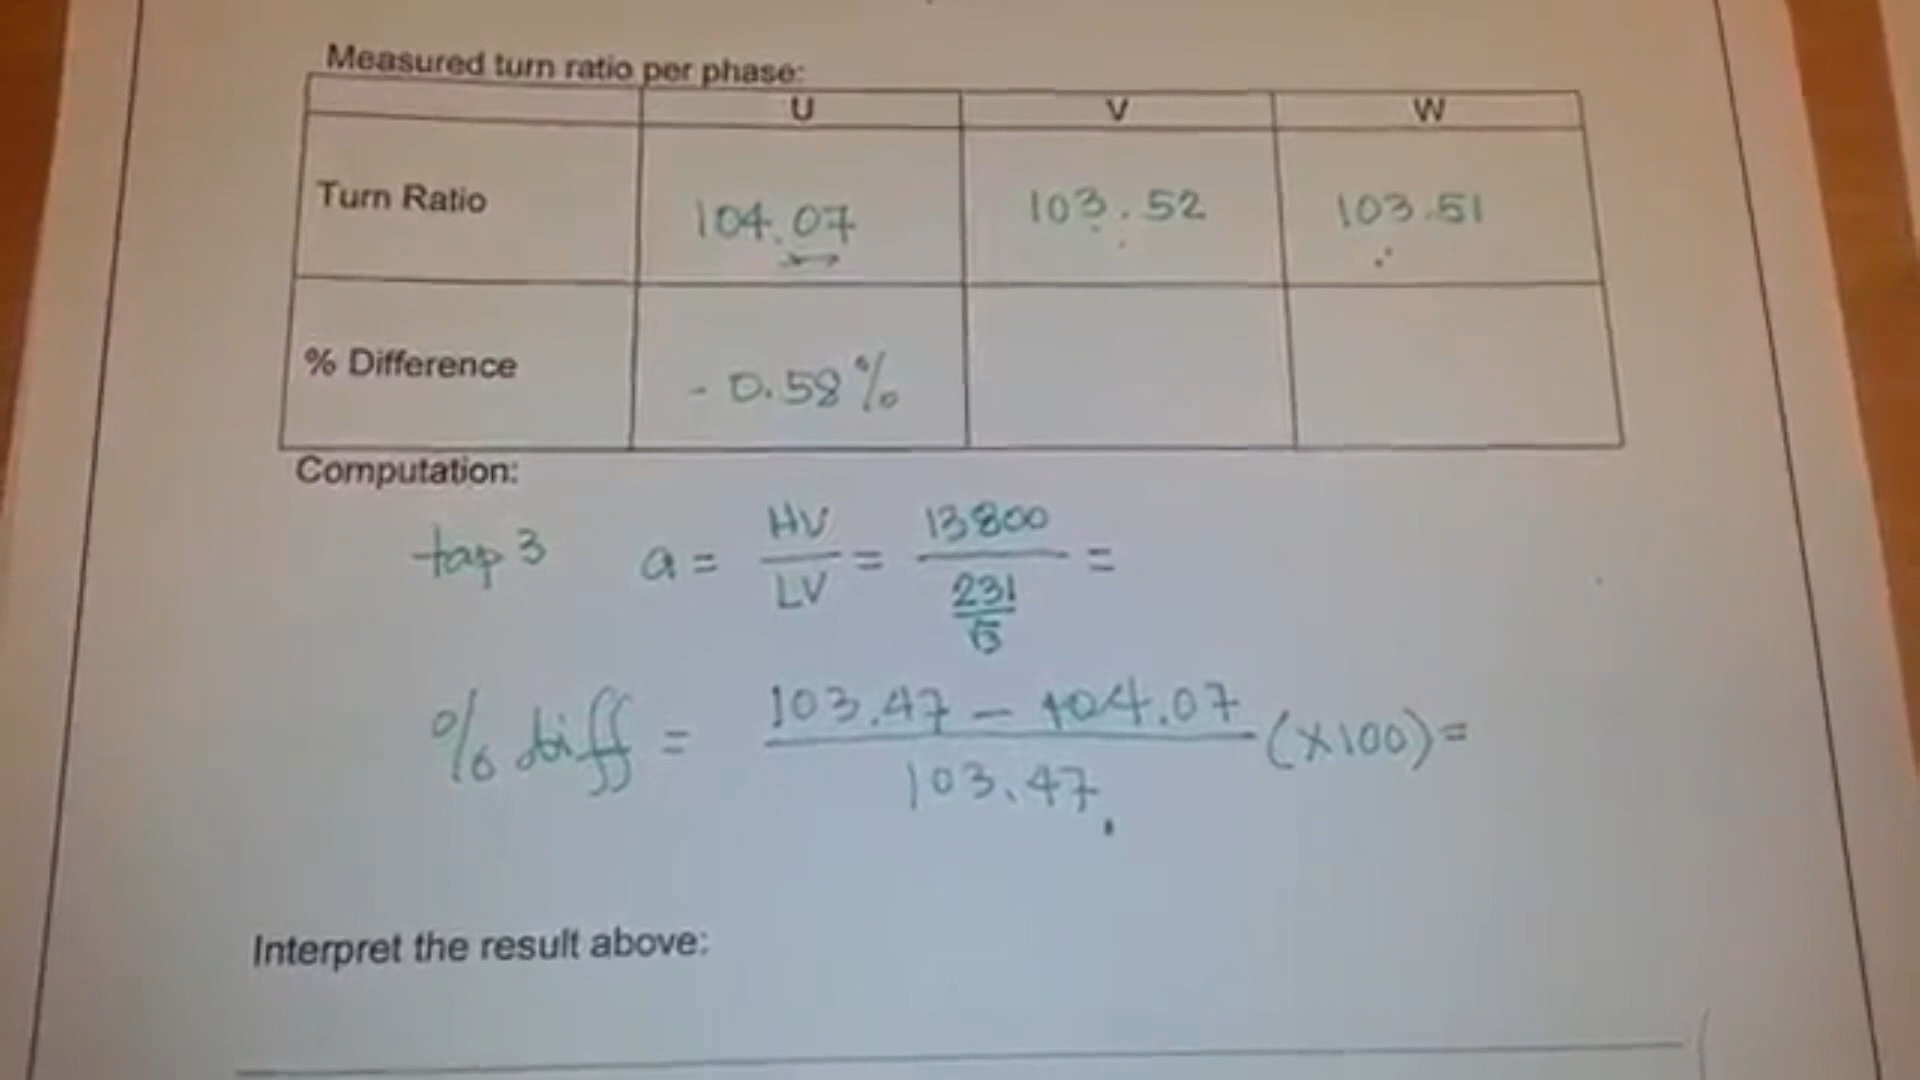 Measured turn ratio per phase:
U V W
Turn Ratio 104.07 103.52 103.51
% Difference - 0.58%
Computation:
tap 3 a = HV/LV = 13800/(231/√3) =
% diff = (103.47 - 104.07)/103.47 (x100) =
Interpret the result above: